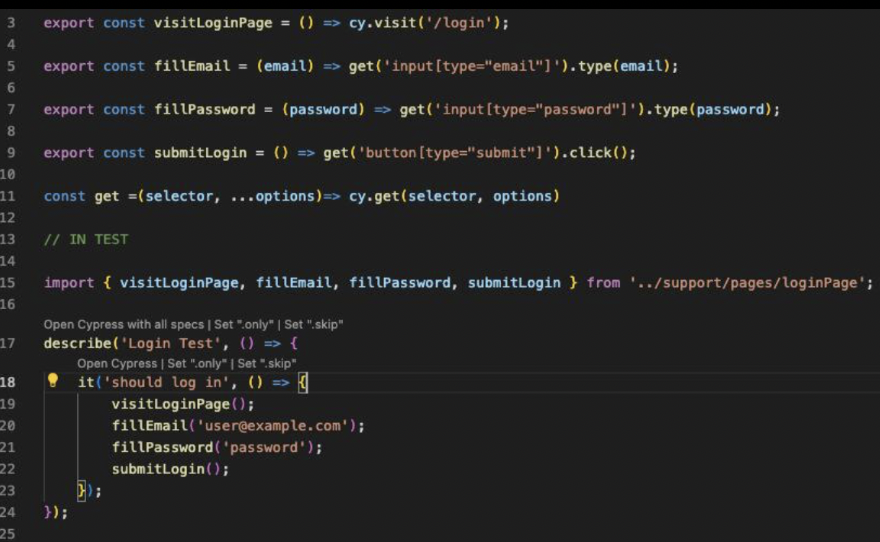 3 export const visitLoginPage = () => cy.visit('/login');
4
5 export const fillEmail = (email) => get('input[type="email"]').type(email);
6
7 export const fillPassword = (password) => get('input[type="password"]').type(password);
8
9 export const submitLogin = () => get('button[type="submit"]').click();
10
11 const get =(selector, ...options)=> cy.get(selector, options)
12
13 // IN TEST
14
15 import { visitLoginPage, fillEmail, fillPassword, submitLogin } from '../support/pages/loginPage';
16
Open Cypress with all specs | Set ".only" | Set ".skip"
17 describe('Login Test', () => {
Open Cypress | Set ".only" | Set ".skip"
18 it('should log in', () => {
19 visitLoginPage();
20 fillEmail('user@example.com');
21 fillPassword('password');
22 submitLogin();
23 });
24 });
25